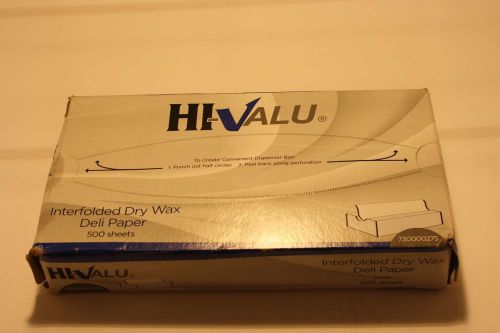 HI-VALU®
To Create Convenient Dispenser Box:
1. Punch out half circles 2. Peel back along perforation
Interfolded Dry Wax
Deli Paper
500 sheets
730000275
HI-VALU®
Interfolded Dry Wax
Deli Paper
500 sheets